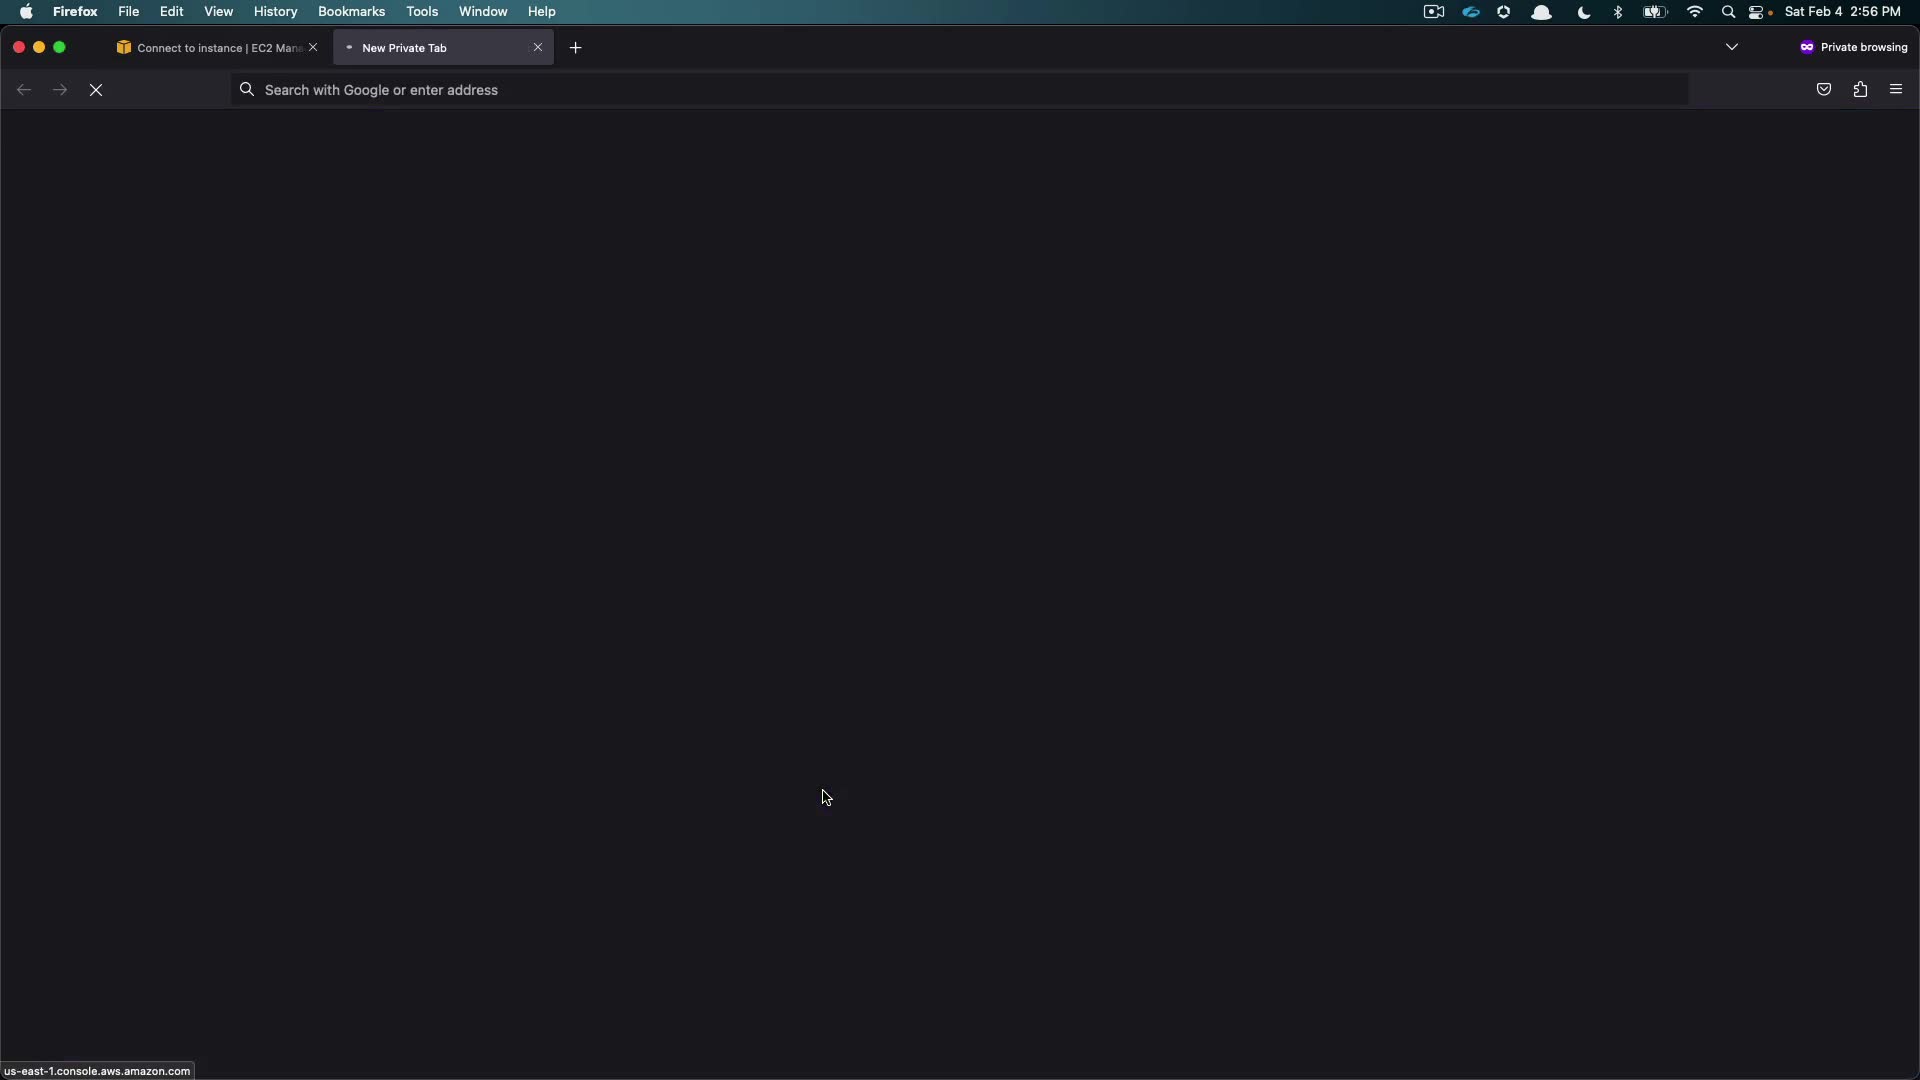 Firefox File Edit View History Bookmarks Tools Window Help Sat Feb 4 2:56 PM
Connect to instance | EC2 Man New Private Tab Private browsing
Search with Google or enter address
us-east-1.console.aws.amazon.com